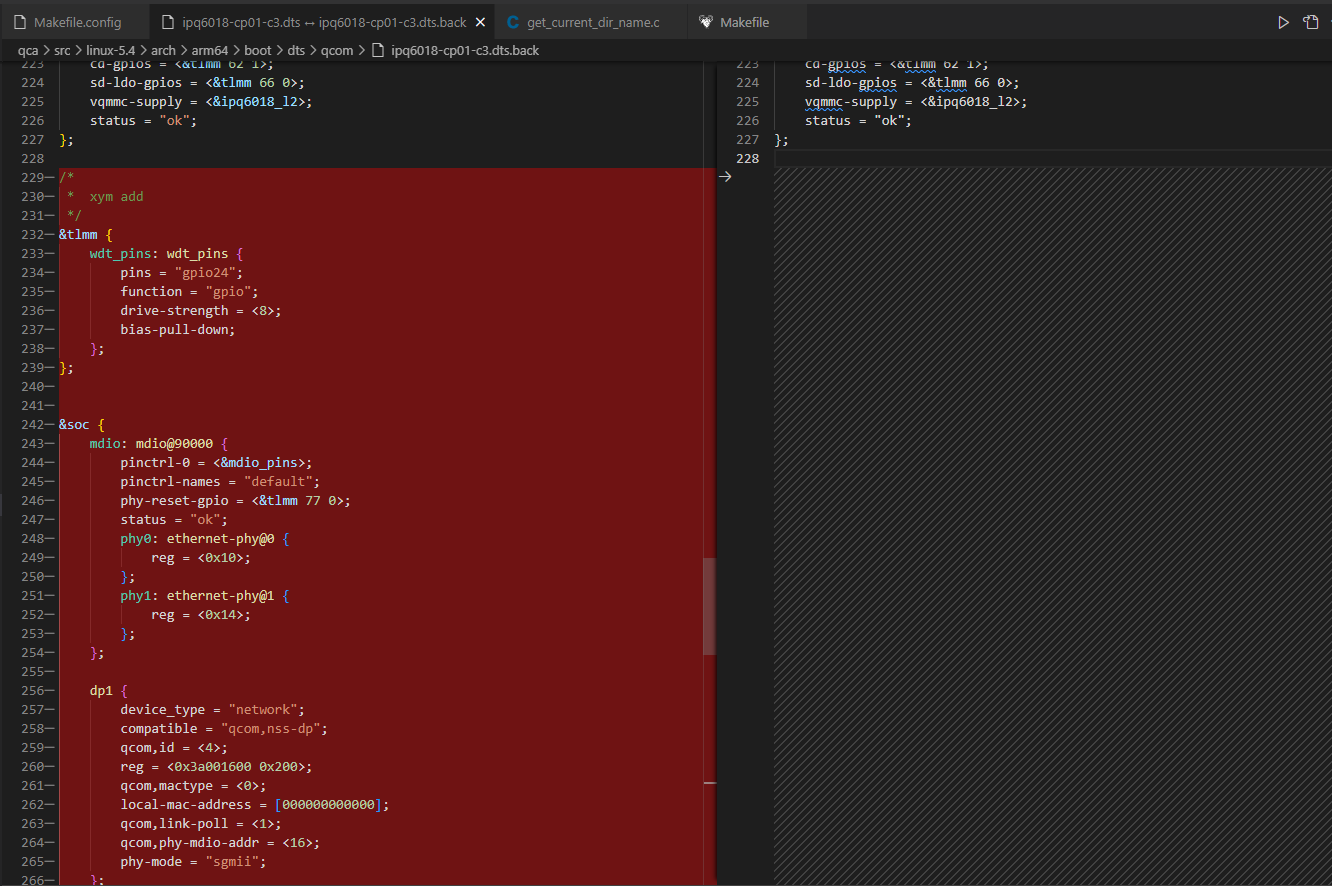 Makefile.config
ipq6018-cp01-c3.dts ↔ ipq6018-cp01-c3.dts.back ×
C get_current_dir_name.c
Makefile
qca > src > linux-5.4 > arch > arm64 > boot > dts > qcom > ipq6018-cp01-c3.dts.back
223 cd-gpios = <&tlmm 62 1>;
224 sd-ldo-gpios = <&tlmm 66 0>;
225 vqmmc-supply = <&ipq6018_l2>;
226 status = "ok";
227 };
228
229— /*
230— * xym add
231— */
232— &tlmm {
233— wdt_pins: wdt_pins {
234— pins = "gpio24";
235— function = "gpio";
236— drive-strength = <8>;
237— bias-pull-down;
238— };
239— };
240—
241—
242— &soc {
243— mdio: mdio@90000 {
244— pinctrl-0 = <&mdio_pins>;
245— pinctrl-names = "default";
246— phy-reset-gpio = <&tlmm 77 0>;
247— status = "ok";
248— phy0: ethernet-phy@0 {
249— reg = <0x10>;
250— };
251— phy1: ethernet-phy@1 {
252— reg = <0x14>;
253— };
254— };
255—
256— dp1 {
257— device_type = "network";
258— compatible = "qcom,nss-dp";
259— qcom,id = <4>;
260— reg = <0x3a001600 0x200>;
261— qcom,mactype = <0>;
262— local-mac-address = [000000000000];
263— qcom,link-poll = <1>;
264— qcom,phy-mdio-addr = <16>;
265— phy-mode = "sgmii";
266— };
223 cd-gpios = <&tlmm 62 1>;
224 sd-ldo-gpios = <&tlmm 66 0>;
225 vqmmc-supply = <&ipq6018_l2>;
226 status = "ok";
227 };
228